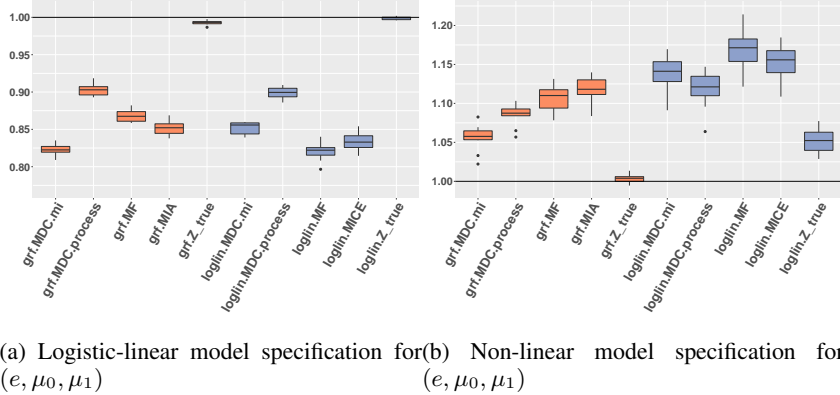 1.00
0.95
0.90
0.85
0.80
grf.MDC.mi
grf.MDC.process
grf.MF
grf.MIA
grf.Z_true
loglin.MDC.mi
loglin.MDC.process
loglin.MF
loglin.MICE
loglin.Z_true
1.20
1.15
1.10
1.05
1.00
grf.MDC.mi
grf.MDC.process
grf.MF
grf.MIA
grf.Z_true
loglin.MDC.mi
loglin.MDC.process
loglin.MF
loglin.MICE
loglin.Z_true
(a) Logistic-linear model specification for
(e, μ₀, μ₁)
(b) Non-linear model specification for
(e, μ₀, μ₁)